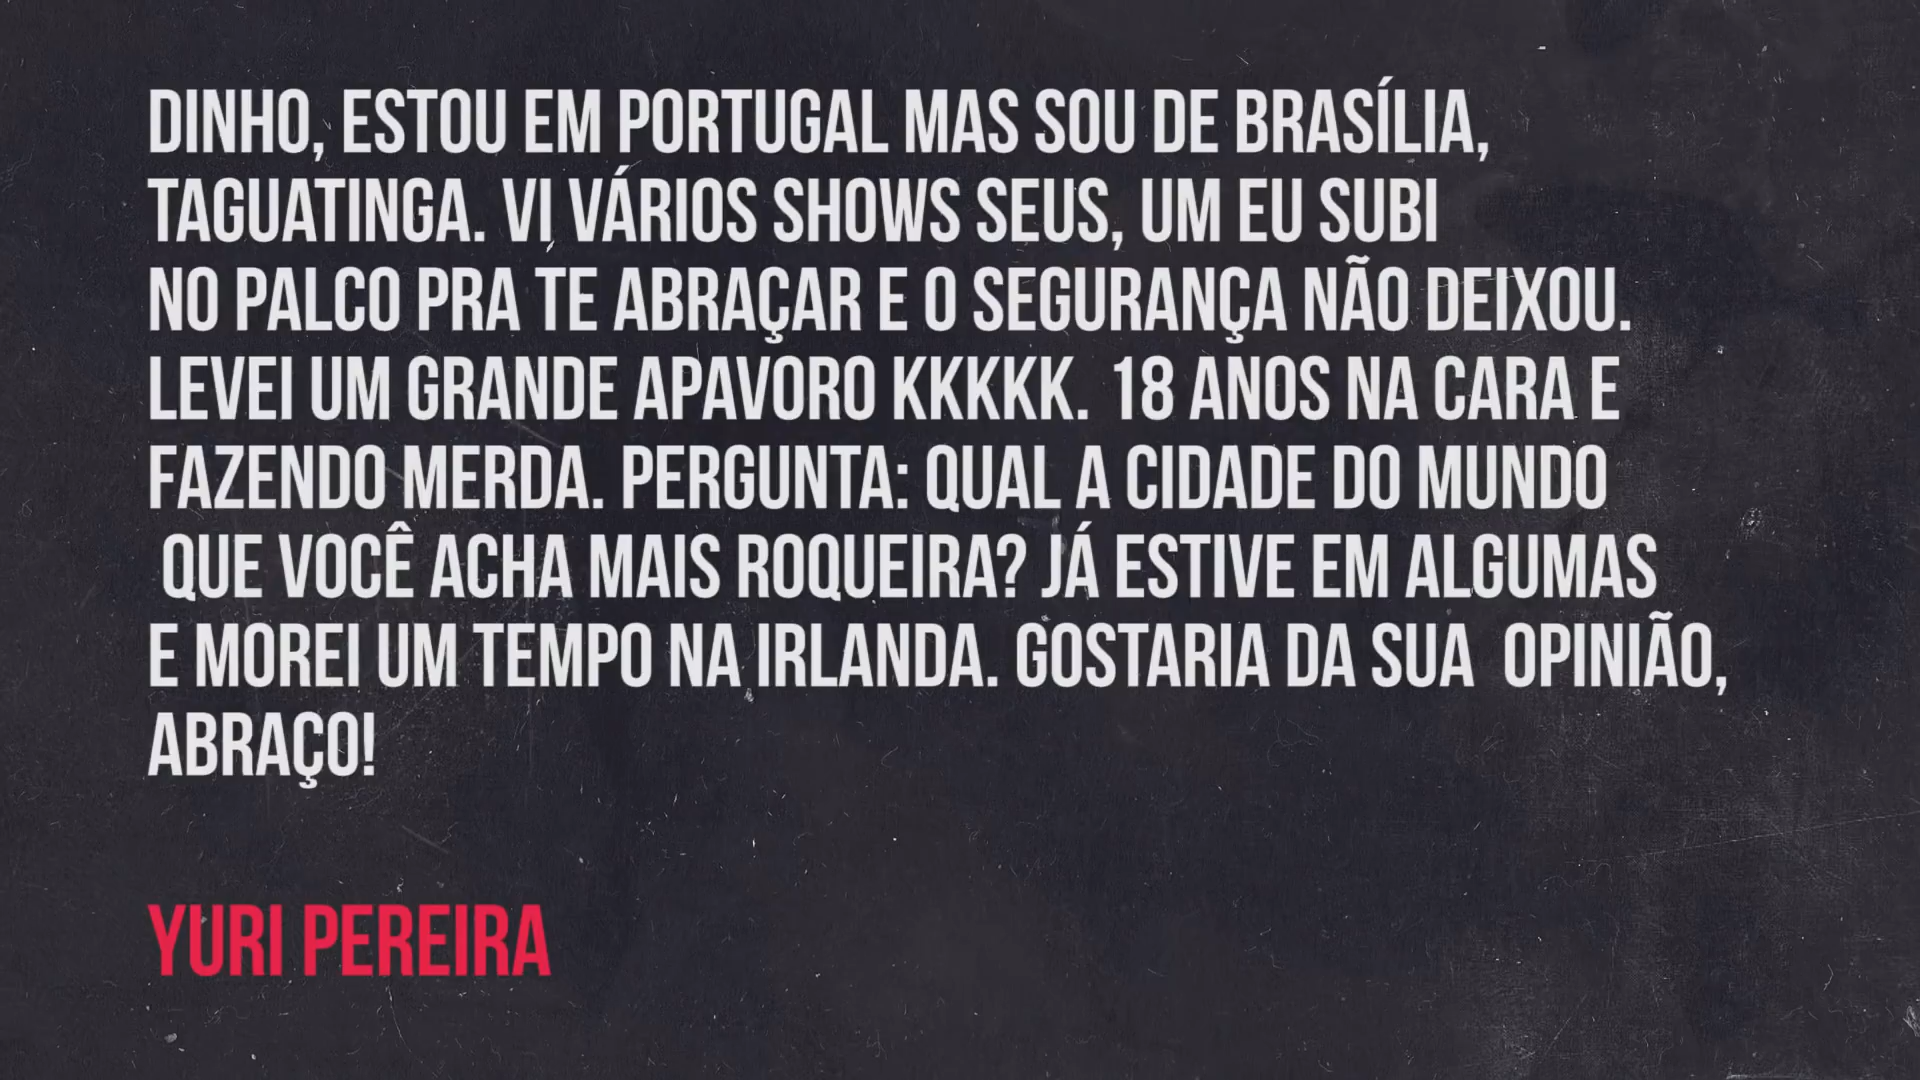 DINHO, ESTOU EM PORTUGAL MAS SOU DE BRASÍLIA,
TAGUATINGA. VI VÁRIOS SHOWS SEUS, UM EU SUBI
NO PALCO PRA TE ABRAÇAR E O SEGURANÇA NÃO DEIXOU.
LEVEI UM GRANDE APAVORO KKKKK. 18 ANOS NA CARA E
FAZENDO MERDA. PERGUNTA: QUAL A CIDADE DO MUNDO
QUE VOCÊ ACHA MAIS ROQUEIRA? JÁ ESTIVE EM ALGUMAS
E MOREI UM TEMPO NA IRLANDA. GOSTARIA DA SUA OPINIÃO,
ABRAÇO!
YURI PEREIRA